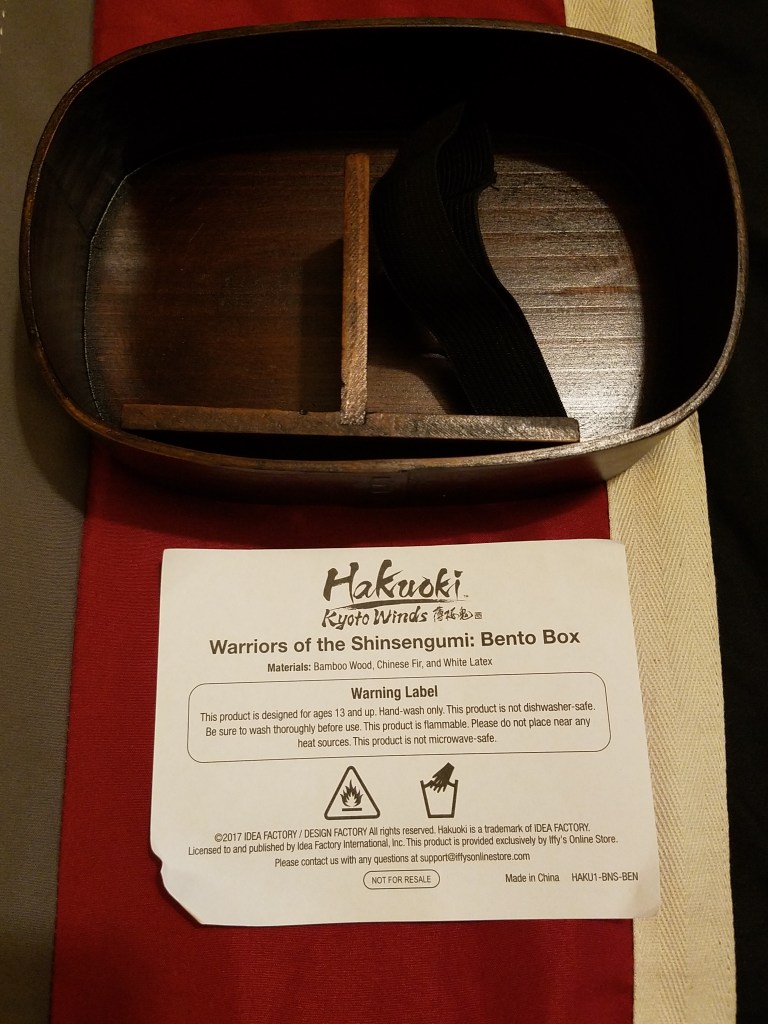 Hakuoki™
Kyoto Winds 薄桜鬼
Warriors of the Shinsengumi: Bento Box
Materials: Bamboo Wood, Chinese Fir, and White Latex
Warning Label
This product is designed for ages 13 and up. Hand-wash only. This product is not dishwasher-safe.
Be sure to wash thoroughly before use. This product is flammable. Please do not place near any
heat sources. This product is not microwave-safe.
©2017 IDEA FACTORY / DESIGN FACTORY All rights reserved. Hakuoki is a trademark of IDEA FACTORY.
Licensed to and published by Idea Factory International, Inc. This product is provided exclusively by Iffy's Online Store.
Please contact us with any questions at support@iffysonlinestore.com
NOT FOR RESALE
Made in China HAKU1-BNS-BEN